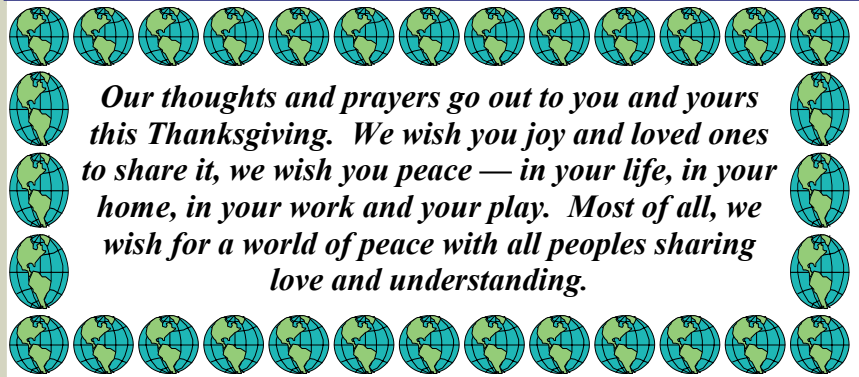 Our thoughts and prayers go out to you and yours
this Thanksgiving.  We wish you joy and loved ones
to share it, we wish you peace — in your life, in your
home, in your work and your play.  Most of all, we
wish for a world of peace with all peoples sharing
love and understanding.